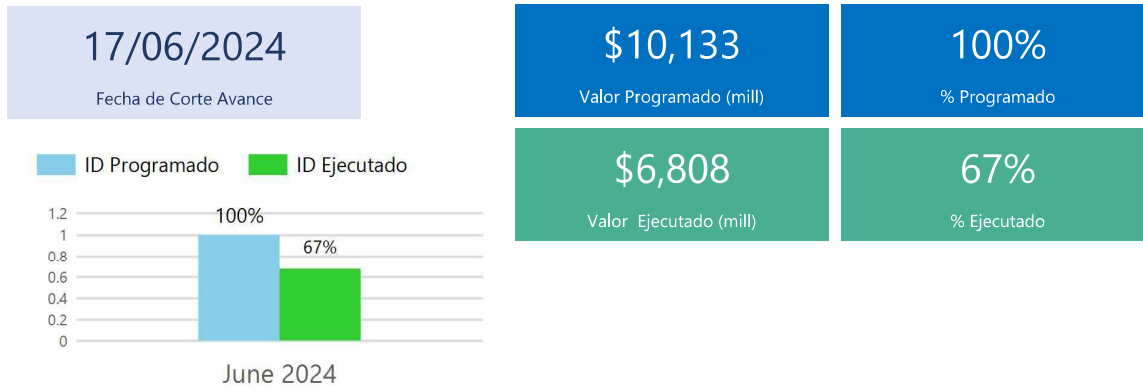 17/06/2024
Fecha de Corte Avance
$10,133
Valor Programado (mill)
100%
% Programado
$6,808
Valor Ejecutado (mill)
67%
% Ejecutado
ID Programado
ID Ejecutado
1.2
1
0.8
0.6
0.4
0.2
0
100%
67%
June 2024